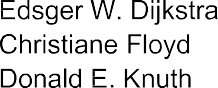 Edsger W. Dijkstra
Christiane Floyd
Donald E. Knuth